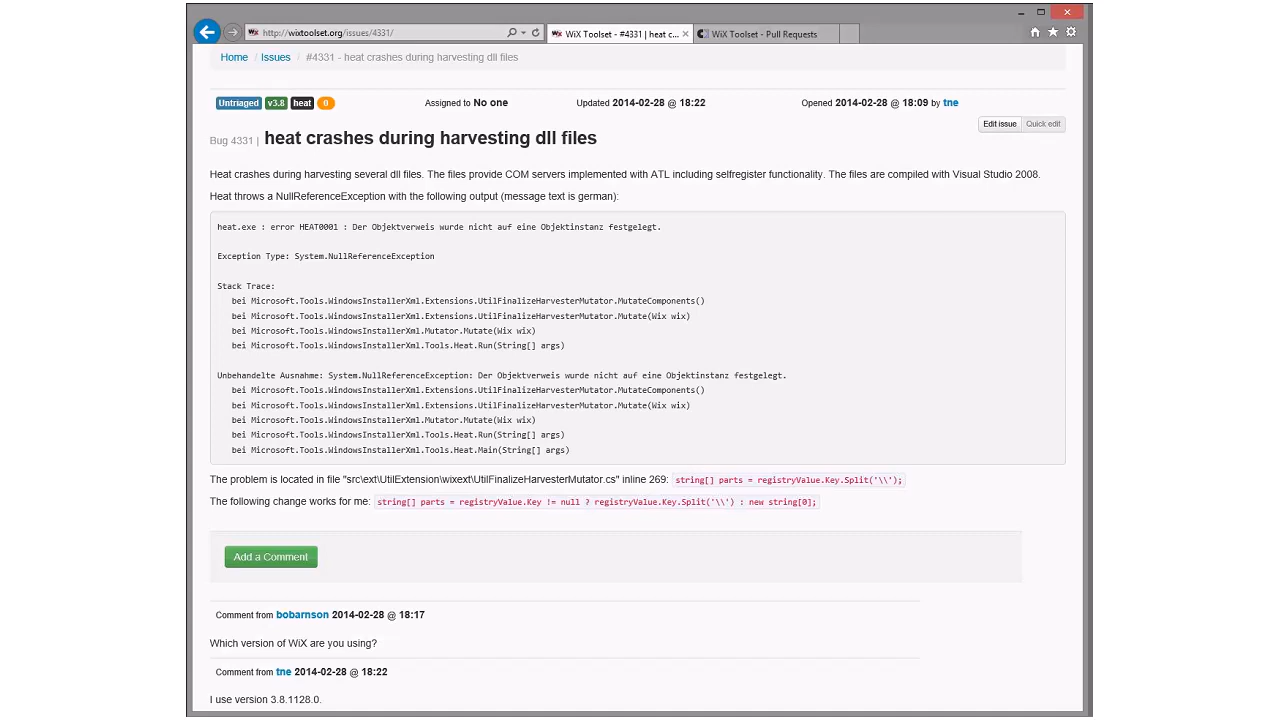 http://wixtoolset.org/issues/4331/
WiX Toolset - #4331 | heat c...
WiX Toolset - Pull Requests
Home / Issues / #4331 - heat crashes during harvesting dll files
Untriaged v3.8 heat 0 Assigned to No one Updated 2014-02-28 @ 18:22 Opened 2014-02-28 @ 18:09 by tne
Edit issue Quick edit
Bug 4331 | heat crashes during harvesting dll files
Heat crashes during harvesting several dll files. The files provide COM servers implemented with ATL including selfregister functionality. The files are compiled with Visual Studio 2008.
Heat throws a NullReferenceException with the following output (message text is german):
heat.exe : error HEAT0001 : Der Objektverweis wurde nicht auf eine Objektinstanz festgelegt.
Exception Type: System.NullReferenceException
Stack Trace:
bei Microsoft.Tools.WindowsInstallerXml.Extensions.UtilFinalizeHarvesterMutator.MutateComponents()
bei Microsoft.Tools.WindowsInstallerXml.Extensions.UtilFinalizeHarvesterMutator.Mutate(Wix wix)
bei Microsoft.Tools.WindowsInstallerXml.Mutator.Mutate(Wix wix)
bei Microsoft.Tools.WindowsInstallerXml.Tools.Heat.Run(String[] args)
Unbehandelte Ausnahme: System.NullReferenceException: Der Objektverweis wurde nicht auf eine Objektinstanz festgelegt.
bei Microsoft.Tools.WindowsInstallerXml.Extensions.UtilFinalizeHarvesterMutator.MutateComponents()
bei Microsoft.Tools.WindowsInstallerXml.Extensions.UtilFinalizeHarvesterMutator.Mutate(Wix wix)
bei Microsoft.Tools.WindowsInstallerXml.Mutator.Mutate(Wix wix)
bei Microsoft.Tools.WindowsInstallerXml.Tools.Heat.Run(String[] args)
bei Microsoft.Tools.WindowsInstallerXml.Tools.Heat.Main(String[] args)
The problem is located in file "src\ext\UtilExtension\wixext\UtilFinalizeHarvesterMutator.cs" inline 269: string[] parts = registryValue.Key.Split('\\');
The following change works for me: string[] parts = registryValue.Key != null ? registryValue.Key.Split('\\') : new string[0];
Add a Comment
Comment from bobarnson 2014-02-28 @ 18:17
Which version of WiX are you using?
Comment from tne 2014-02-28 @ 18:22
I use version 3.8.1128.0.